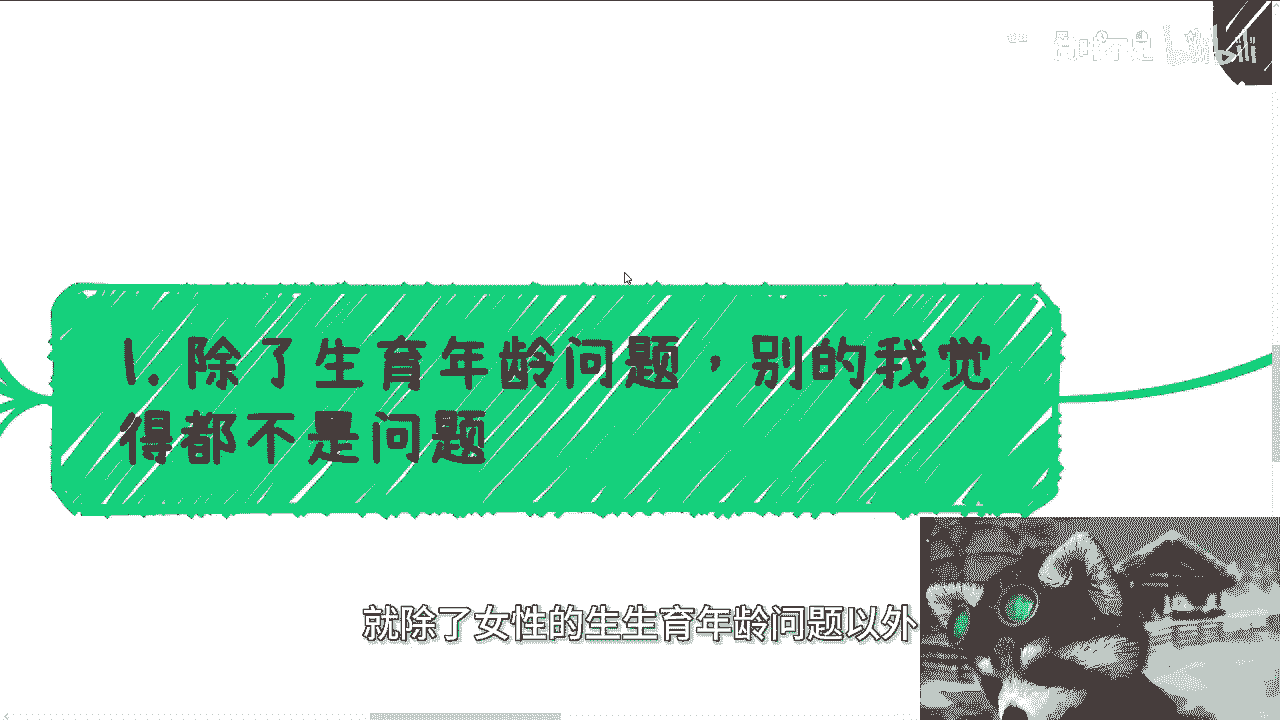 bilibili
1. 除了生育年龄问题，别的我觉
得都不是问题
就除了女性的生生育年龄问题以外